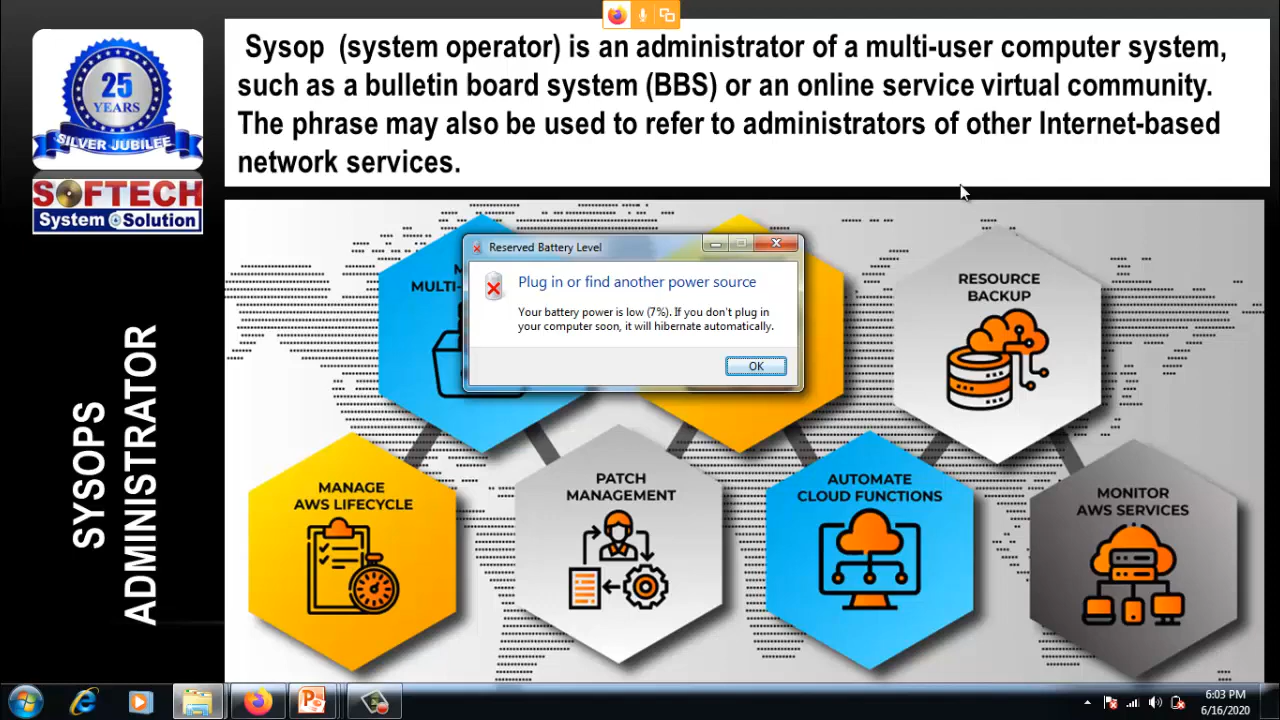 Sysop (system operator) is an administrator of a multi-user computer system,
such as a bulletin board system (BBS) or an online service virtual community.
The phrase may also be used to refer to administrators of other Internet-based
network services.
25
YEARS
SILVER JUBILEE
SOFTECH
System Solution
SYSOPS
ADMINISTRATOR
MULTI-
Reserved Battery Level
Plug in or find another power source
Your battery power is low (7%). If you don't plug in
your computer soon, it will hibernate automatically.
OK
RESOURCE
BACKUP
MANAGE
AWS LIFECYCLE
PATCH
MANAGEMENT
AUTOMATE
CLOUD FUNCTIONS
MONITOR
AWS SERVICES
6:03 PM
6/16/2020